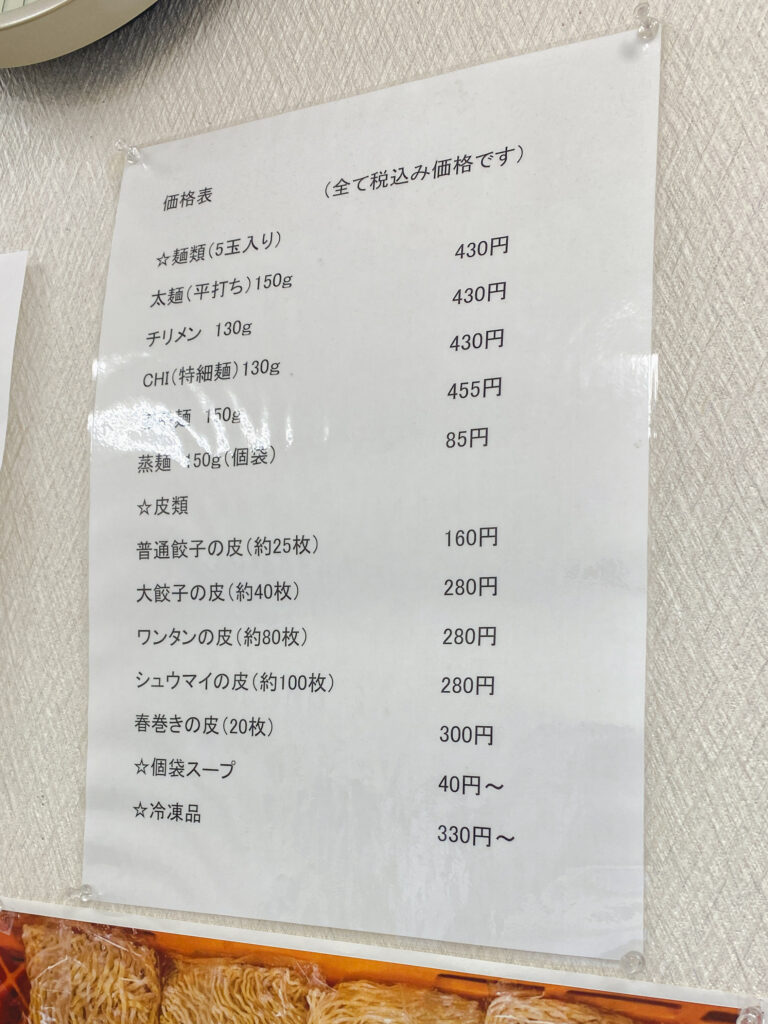 価格表 （全て税込み価格です）
☆麺類（5玉入り）
太麺（平打ち）150g 430円
チリメン 130g 430円
CHI（特細麺）130g 430円
麺 150g 455円
蒸麺 150g（個袋） 85円
☆皮類
普通餃子の皮（約25枚） 160円
大餃子の皮（約40枚） 280円
ワンタンの皮（約80枚） 280円
シュウマイの皮（約100枚） 280円
春巻きの皮（20枚） 300円
☆個袋スープ 40円～
☆冷凍品 330円～